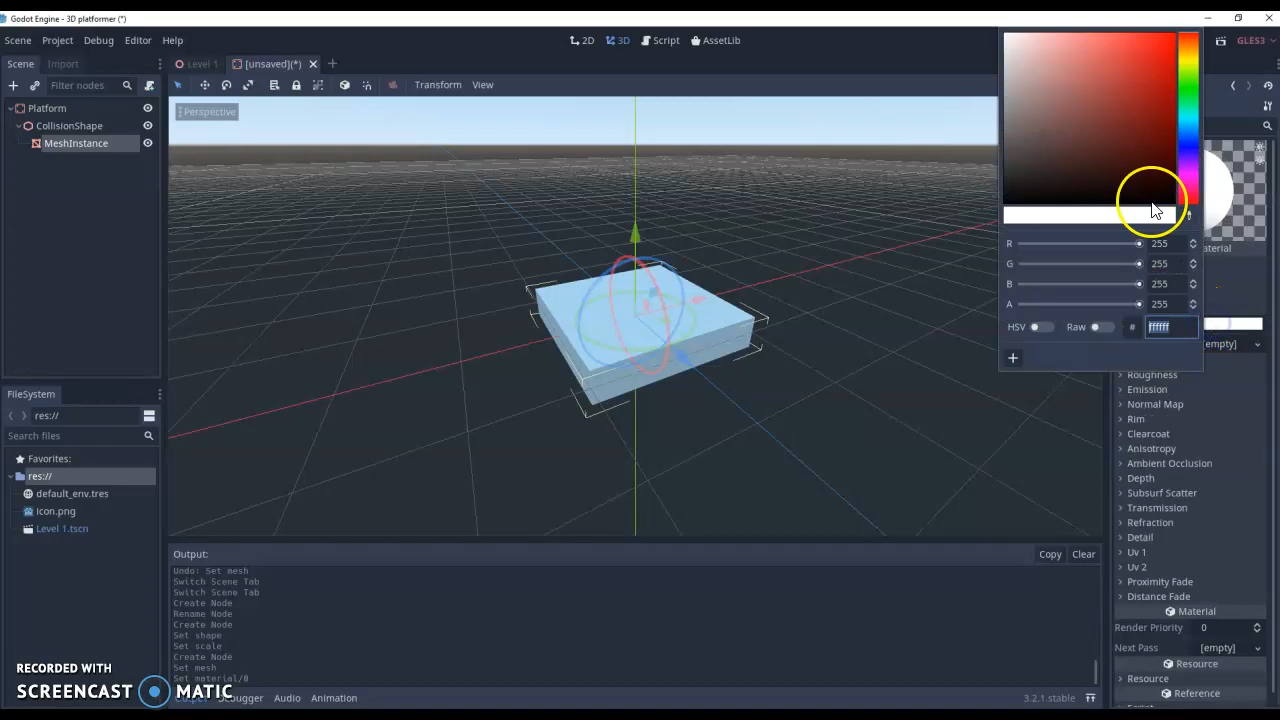 Godot Engine - 3D platformer (*)
Scene Project Debug Editor Help
2D 3D Script AssetLib
GLES3
Scene Import
Level 1 [unsaved](*)
Filter nodes
Transform View
Platform
CollisionShape
MeshInstance
Perspective
R 255
G 255
B 255
A 255
HSV Raw # ffffff
[empty]
Roughness
Emission
Normal Map
Rim
Clearcoat
Anisotropy
Ambient Occlusion
Depth
Subsurf Scatter
Transmission
Refraction
Detail
Uv 1
Uv 2
Proximity Fade
Distance Fade
Material
Render Priority 0
Next Pass [empty]
Resource
Resource
Reference
FileSystem
res://
Search files
Favorites:
res://
default_env.tres
icon.png
Level 1.tscn
Output:
Copy Clear
Undo: Set mesh
Switch Scene Tab
Switch Scene Tab
Create Node
Rename Node
Create Node
Set shape
Set scale
Create Node
Set mesh
Set material/0
Audio Animation
3.2.1.stable
RECORDED WITH
SCREENCAST MATIC